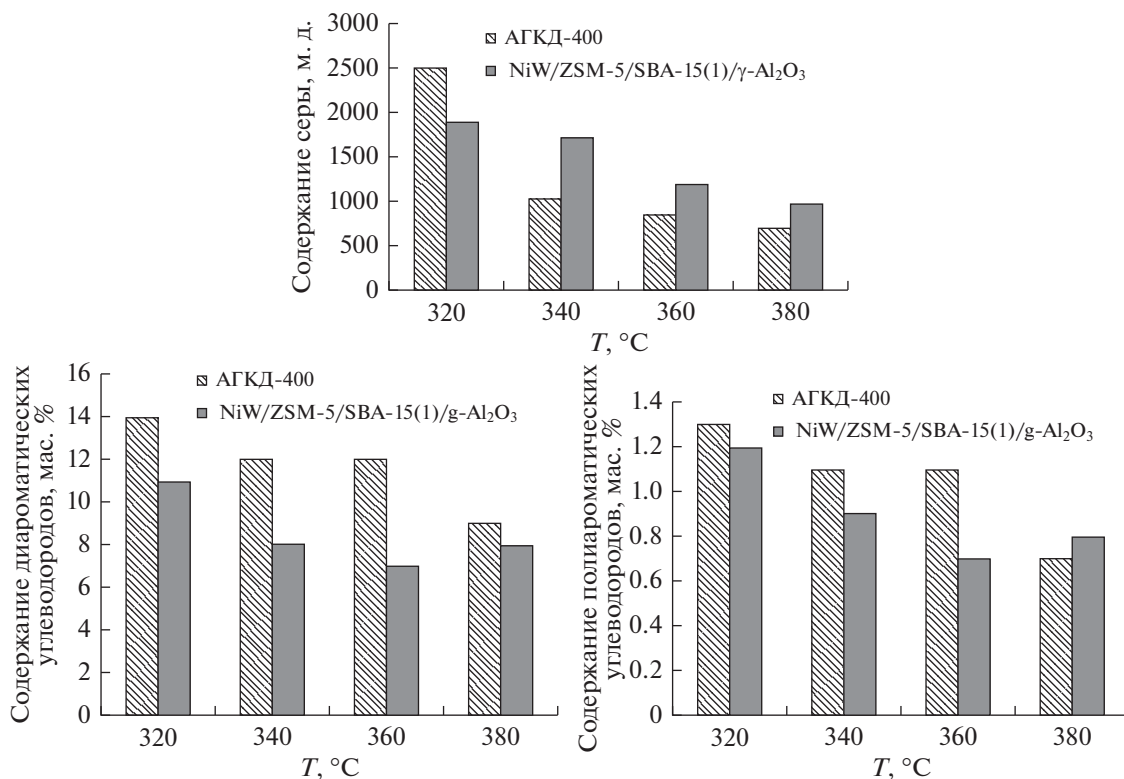 Содержание серы, м. д.
3000
2500
2000
1500
1000
500
0
АГКД-400
NiW/ZSM-5/SBA-15(1)/γ-Al₂O₃
320 340 360 380
T, °C
Содержание диароматических
углеводородов, мас. %
16
14
12
10
8
6
4
2
0
АГКД-400
NiW/ZSM-5/SBA-15(1)/g-Al₂O₃
320 340 360 380
T, °C
Содержание полиароматических
углеводородов, мас. %
1.4
1.2
1.0
0.8
0.6
0.4
0.2
0
АГКД-400
NiW/ZSM-5/SBA-15(1)/g-Al₂O₃
320 340 360 380
T, °C